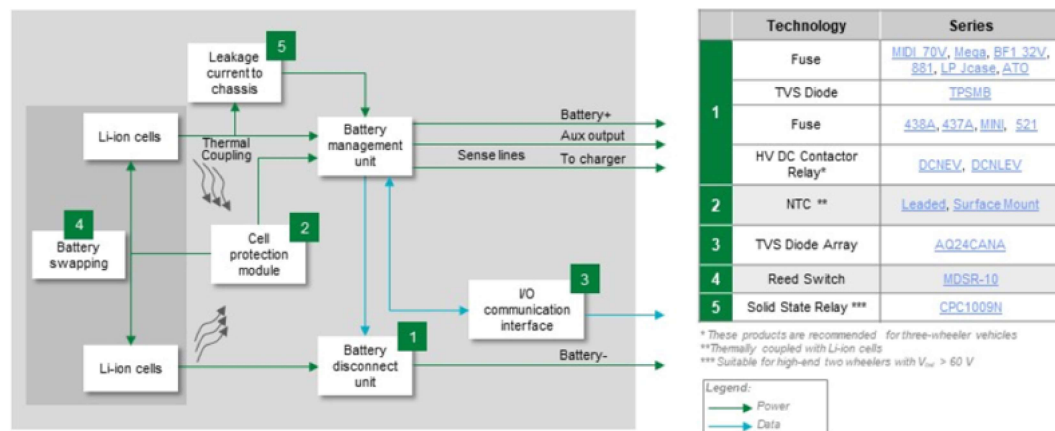 5
Leakage
current to
chassis
Li-ion cells
Thermal
Coupling
Battery
management
unit
Battery+
Aux output
Sense lines
To charger
4
Battery
swapping
2
Cell
protection
module
3
I/O
communication
interface
Li-ion cells
1
Battery
disconnect
unit
Battery-
Technology Series
1
Fuse MIDI 70V, Mega, BF1 32V,
881, LP Jcase, ATO
TVS Diode TPSMB
Fuse 438A, 437A, MINI, 521
HV DC Contactor
Relay* DCNEV, DCNLEV
2 NTC ** Leaded, Surface Mount
3 TVS Diode Array AQ24CANA
4 Reed Switch MDSR-10
5 Solid State Relay *** CPC1009N
* These products are recommended for three-wheeler vehicles
**Thermally coupled with Li-ion cells
*** Suitable for high-end two wheelers with > 60 V
Legend:
Power
Data